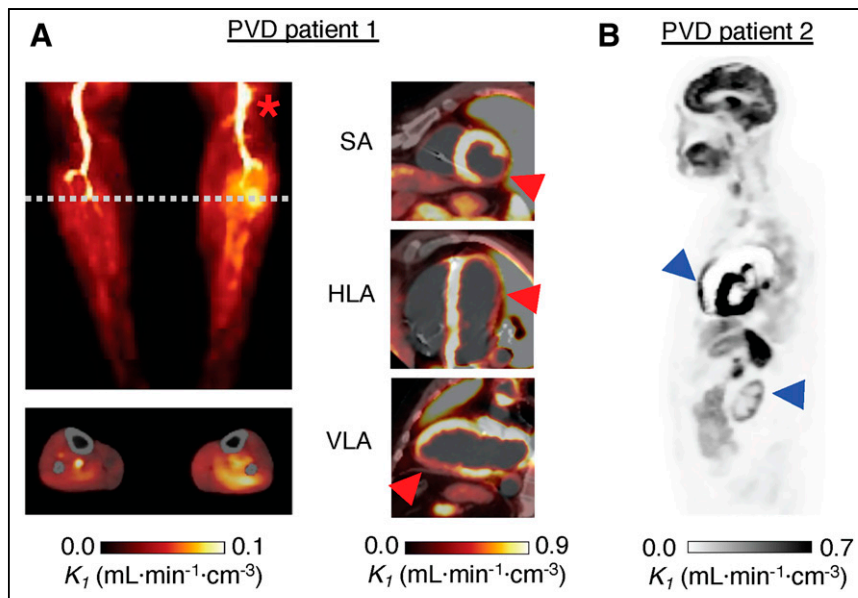 A
PVD patient 1
B
PVD patient 2
*
SA
HLA
VLA
0.0 0.1
K₁ (mL·min⁻¹·cm⁻³)
0.0 0.9
K₁ (mL·min⁻¹·cm⁻³)
0.0 0.7
K₁ (mL·min⁻¹·cm⁻³)